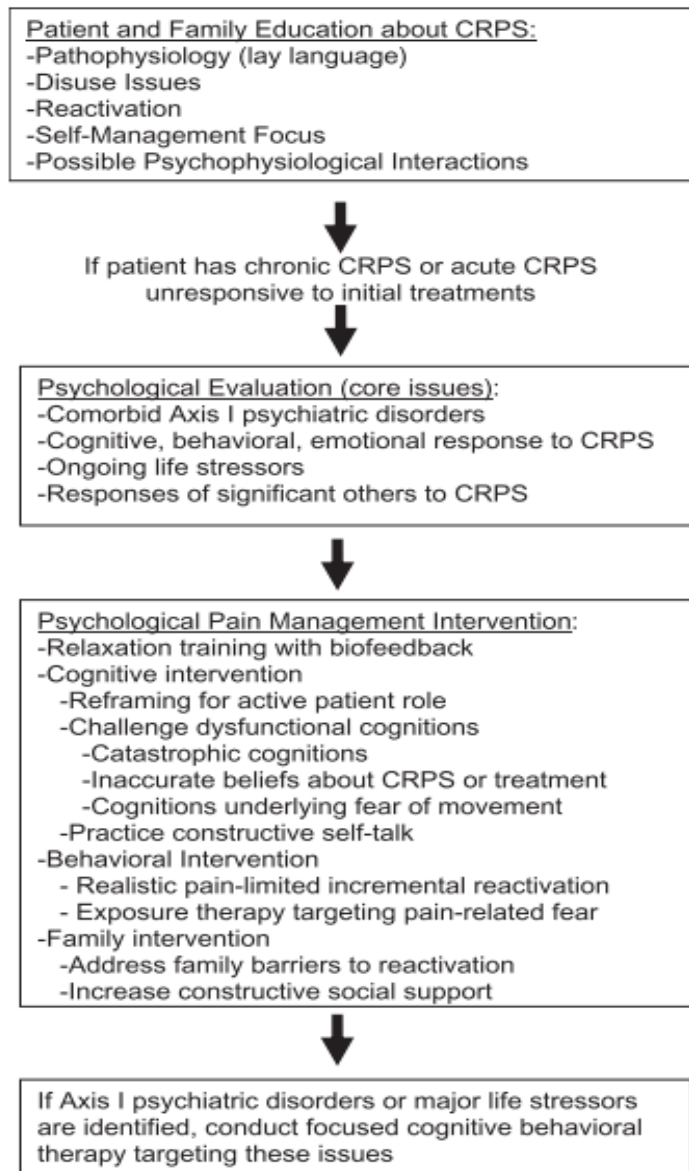 Patient and Family Education about CRPS:
-Pathophysiology (lay language)
-Disuse Issues
-Reactivation
-Self-Management Focus
-Possible Psychophysiological Interactions
If patient has chronic CRPS or acute CRPS
unresponsive to initial treatments
Psychological Evaluation (core issues):
-Comorbid Axis I psychiatric disorders
-Cognitive, behavioral, emotional response to CRPS
-Ongoing life stressors
-Responses of significant others to CRPS
Psychological Pain Management Intervention:
-Relaxation training with biofeedback
-Cognitive intervention
-Reframing for active patient role
-Challenge dysfunctional cognitions
-Catastrophic cognitions
-Inaccurate beliefs about CRPS or treatment
-Cognitions underlying fear of movement
-Practice constructive self-talk
-Behavioral Intervention
- Realistic pain-limited incremental reactivation
- Exposure therapy targeting pain-related fear
-Family intervention
-Address family barriers to reactivation
-Increase constructive social support
If Axis I psychiatric disorders or major life stressors
are identified, conduct focused cognitive behavioral
therapy targeting these issues